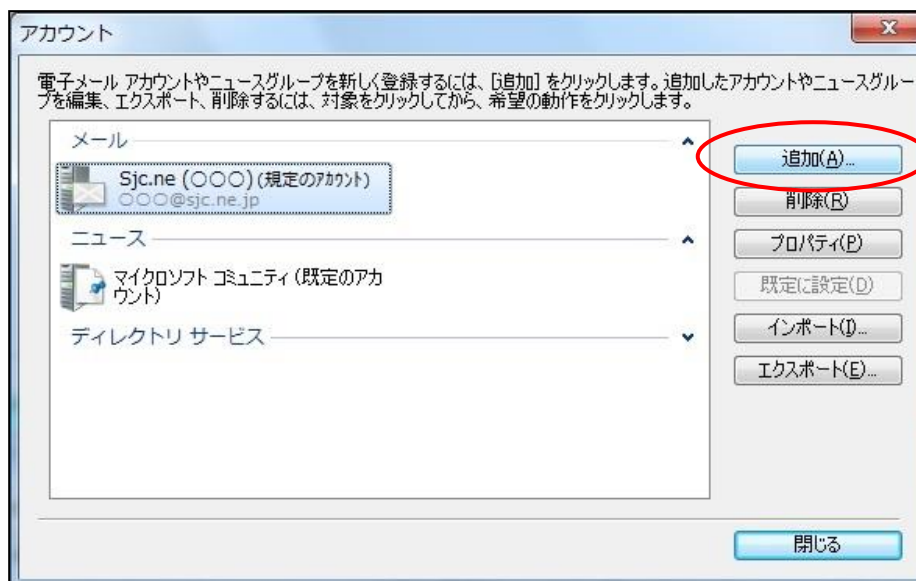 アカウント
電子メール アカウントやニュースグループを新しく登録するには、[追加] をクリックします。追加したアカウントやニュースグルー
プを編集、エクスポート、削除するには、対象をクリックしてから、希望の動作をクリックします。
メール
Sjc.ne (〇〇〇) (規定のアカウント)
〇〇〇@sjc.ne.jp
ニュース
マイクロソフト コミュニティ (既定のアカ
ウント)
ディレクトリ サービス
追加(A)...
削除(R)
プロパティ(P)
既定に設定(D)
インポート(I)...
エクスポート(E)...
閉じる